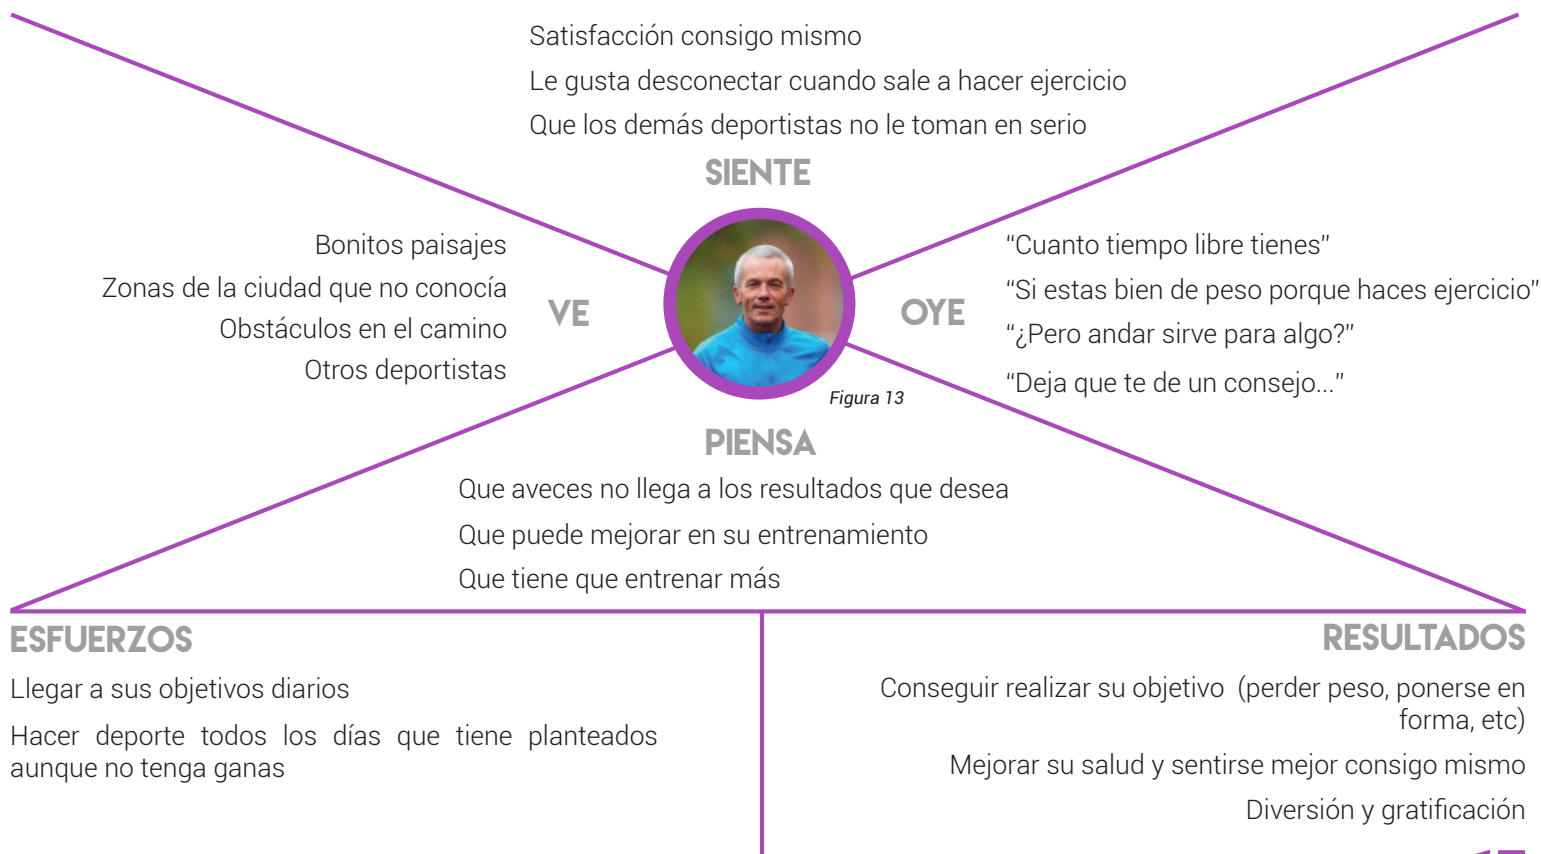 Satisfacción consigo mismo
Le gusta desconectar cuando sale a hacer ejercicio
Que los demás deportistas no le toman en serio
SIENTE
Bonitos paisajes
Zonas de la ciudad que no conocía
Obstáculos en el camino
Otros deportistas
VE
OYE
“Cuanto tiempo libre tienes”
“Si estas bien de peso porque haces ejercicio”
“¿Pero andar sirve para algo?”
“Deja que te de un consejo...”
Figura 13
PIENSA
Que aveces no llega a los resultados que desea
Que puede mejorar en su entrenamiento
Que tiene que entrenar más
ESFUERZOS
Llegar a sus objetivos diarios
Hacer deporte todos los días que tiene planteados
aunque no tenga ganas
RESULTADOS
Conseguir realizar su objetivo (perder peso, ponerse en
forma, etc)
Mejorar su salud y sentirse mejor consigo mismo
Diversión y gratificación